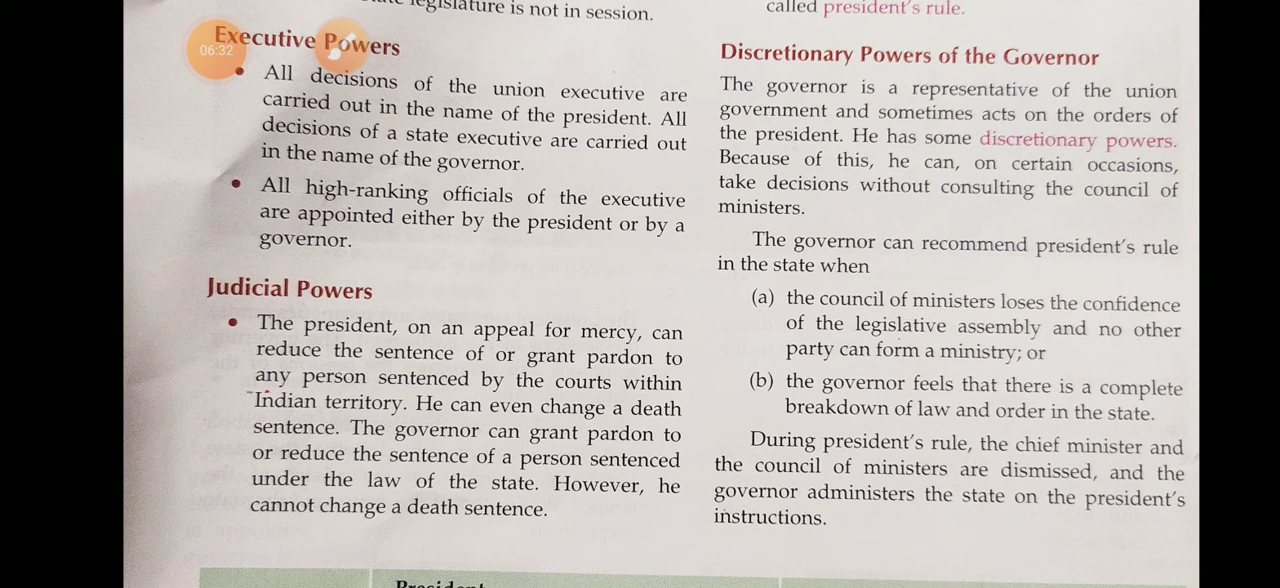 legislature is not in session.
Executive Powers
06:32
• All decisions of the union executive are
carried out in the name of the president. All
decisions of a state executive are carried out
in the name of the governor.
• All high-ranking officials of the executive
are appointed either by the president or by a
governor.
Judicial Powers
• The president, on an appeal for mercy, can
reduce the sentence of or grant pardon to
any person sentenced by the courts within
Indian territory. He can even change a death
sentence. The governor can grant pardon to
or reduce the sentence of a person sentenced
under the law of the state. However, he
cannot change a death sentence.
called president's rule.
Discretionary Powers of the Governor
The governor is a representative of the union
government and sometimes acts on the orders of
the president. He has some discretionary powers.
Because of this, he can, on certain occasions,
take decisions without consulting the council of
ministers.
The governor can recommend president's rule
in the state when
(a) the council of ministers loses the confidence
of the legislative assembly and no other
party can form a ministry; or
(b) the governor feels that there is a complete
breakdown of law and order in the state.
During president's rule, the chief minister and
the council of ministers are dismissed, and the
governor administers the state on the president's
instructions.
President